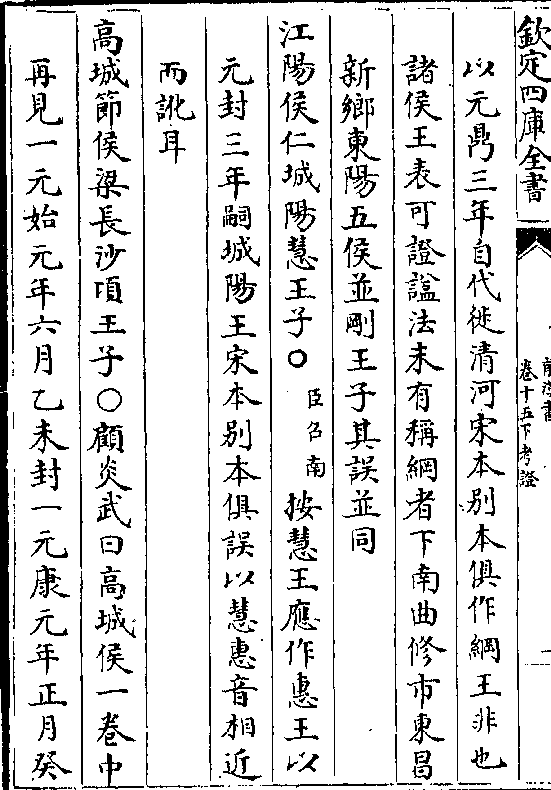 欽定四庫全書
前漢書
卷十五下考證
以元鼎三年自代徙清河宋本別本俱作綱王非也
諸侯王表可證諡法未有稱綱者下南曲修市東昌
新鄉東陽五侯並剛王子其誤並同
江陽侯仁城陽慧王子○臣召南按慧王應作惠王以
元封三年嗣城陽王宋本別本俱誤以慧惠音相近
而訛耳
高城節侯梁長沙頃王子○顧炎武曰高城侯一卷中
再見一元始元年六月乙未封一元康元年正月癸